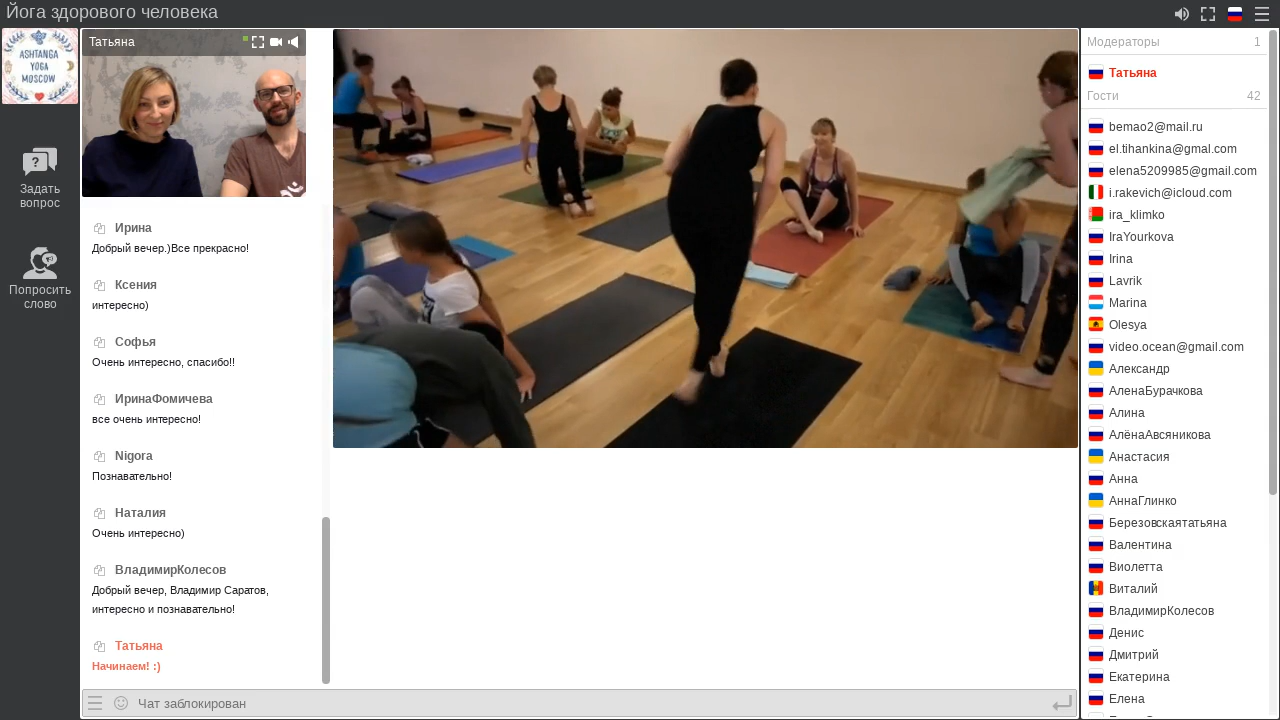 Йога здорового человека
ASHTANGA
YOGA
MOSCOW
Задать
вопрос
Попросить
слово
Татьяна
Ирина
Добрый вечер.)Все прекрасно!
Ксения
интересно)
Софья
Очень интересно, спасибо!!
ИринаФомичева
все очень интересно!
Nigora
Познавательно!
Наталия
Очень интересно)
ВладимирКолесов
Добрый вечер, Владимир Саратов,
интересно и познавательно!
Татьяна
Начинаем! :)
Чат заблокирован
Модераторы 1
Татьяна
Гости 42
bemao2@mail.ru
el.tihankina@gmal.com
elena5209985@gmail.com
i.rakevich@icloud.com
ira_klimko
IraYourkova
Irina
Lavrik
Marina
Olesya
video.ocean@gmail.com
Александр
АленаБурачкова
Алина
АлёнаАвсяникова
Анастасия
Анна
АннаГлинко
Березовскаятатьяна
Валентина
Виолетта
Виталий
ВладимирКолесов
Денис
Дмитрий
Екатерина
Елена